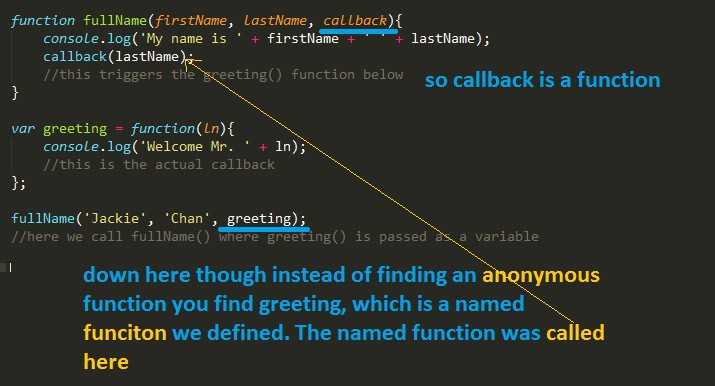 function fullName(firstName, lastName, callback){
console.log('My name is ' + firstName + ' ' + lastName);
callback(lastName);
//this triggers the greeting() function below
so callback is a function
}
var greeting = function(ln){
console.log('Welcome Mr. ' + ln);
//this is the actual callback
};
fullName('Jackie', 'Chan', greeting);
//here we call fullName() where greeting() is passed as a variable
down here though instead of finding an anonymous
function you find greeting, which is a named
funciton we defined. The named function was called
here